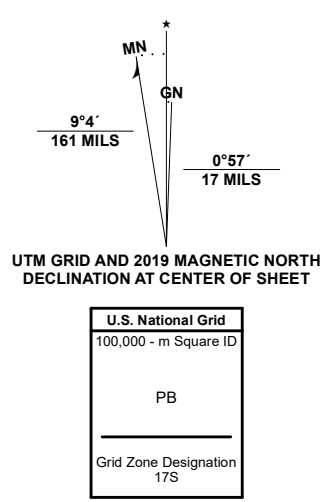 MN
GN
9°4´
161 MILS
0°57´
17 MILS
UTM GRID AND 2019 MAGNETIC NORTH
DECLINATION AT CENTER OF SHEET
U.S. National Grid
100,000 - m Square ID
PB
Grid Zone Designation
17S